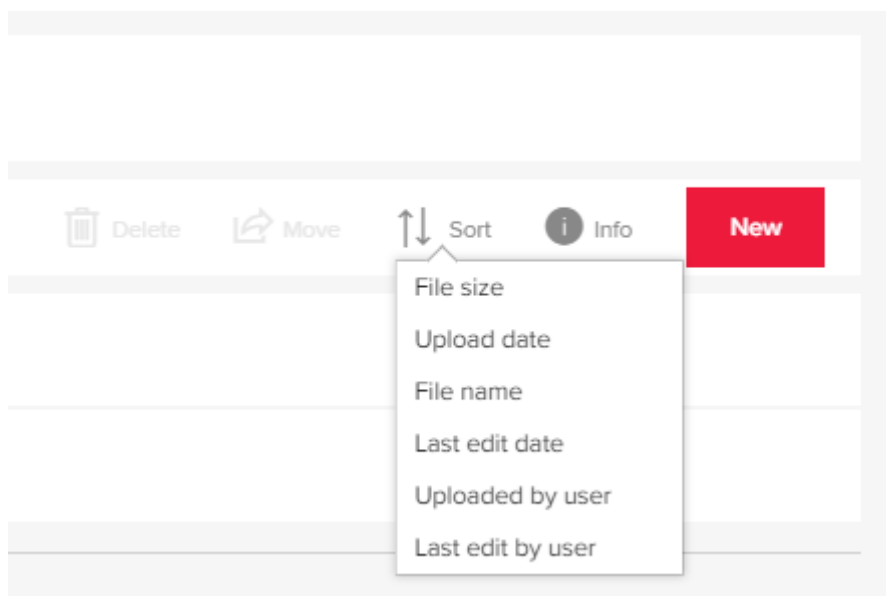 Delete Move Sort Info New
File size
Upload date
File name
Last edit date
Uploaded by user
Last edit by user